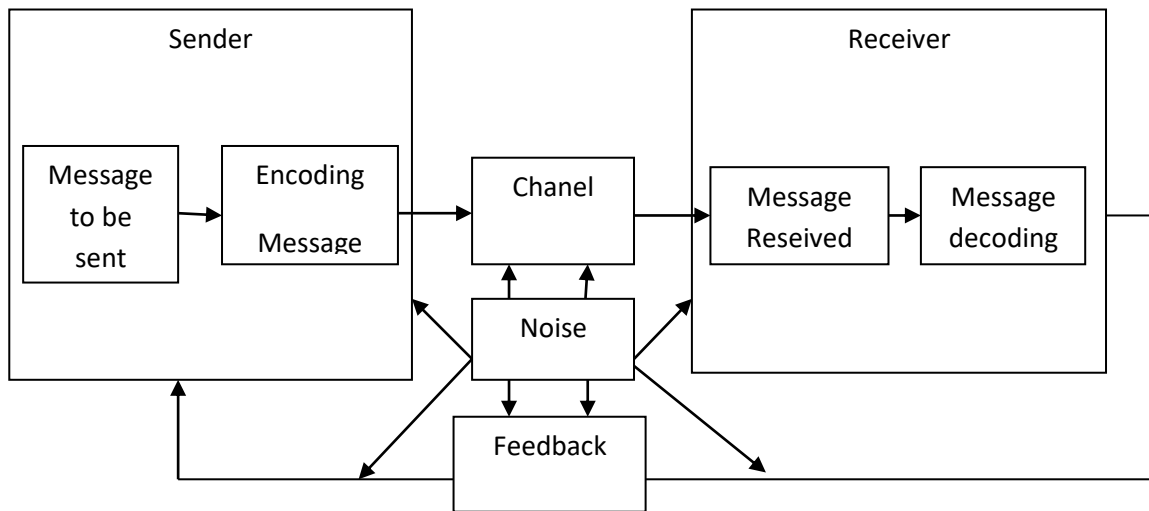 Sender
Receiver
Message
to be
sent
Encoding
Message
Chanel
Message
Reseived
Message
decoding
Noise
Feedback